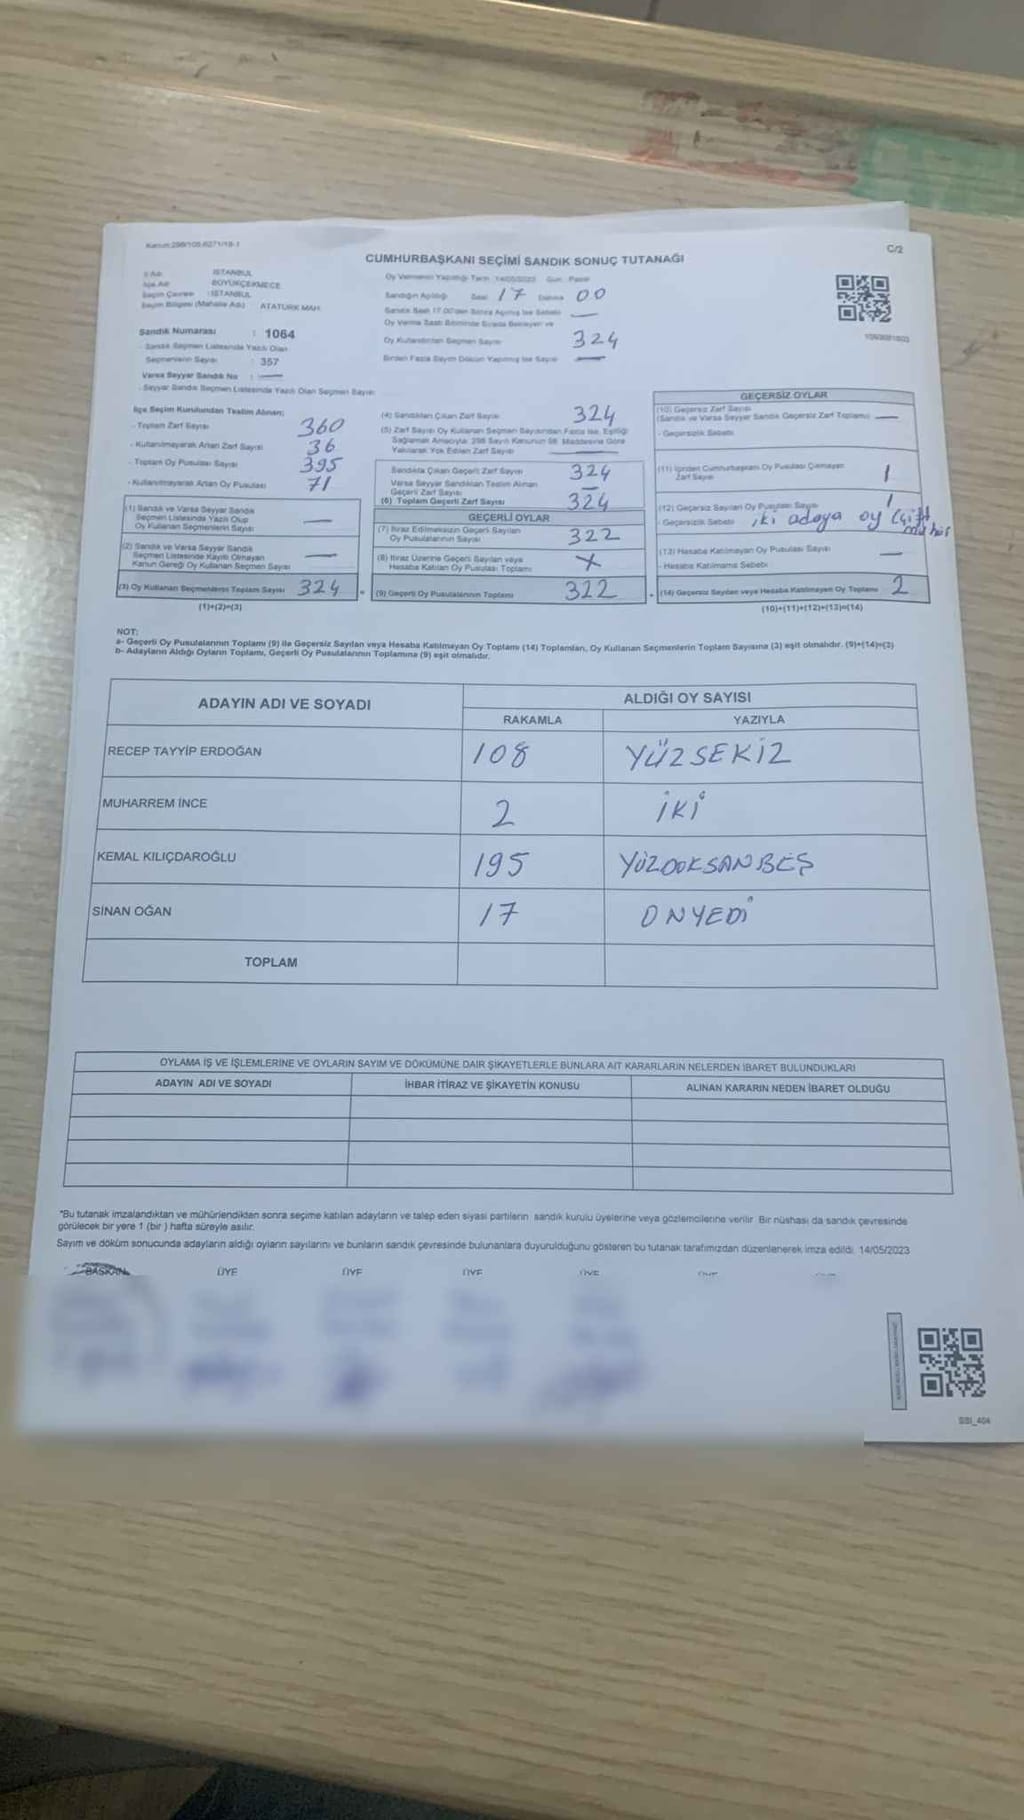 Kanun:298/105,6271/19-1
C/2
CUMHURBAŞKANI SEÇİMİ SANDIK SONUÇ TUTANAĞI
İl Adı: İSTANBUL
İlçe Adı: BÜYÜKÇEKMECE
Seçim Çevresi :İSTANBUL
Seçim Bölgesi (Mahalle Adı) ATATÜRK MAH.
Sandık Numarası : 1064
- Sandık Seçmen Listesinde Yazılı Olan
Seçmenlerin Sayısı : 357
Varsa Seyyar Sandık No : —
- Seyyar Sandık Seçmen Listesinde Yazılı Olan Seçmen Sayısı
Oy Vermenin Yapıldığı Tarih 14/05/2023 Gün: Pazar
Sandığın Açıldığı Saat 17 Dakika 00
Sandık Saat 17.00'den Sonra Açılmış İse Sebebi —
Oy Verme Saati Bitiminde Sırada Bekleyen ve
Oy Kullandırılan Seçmen Sayısı 324
Birden Fazla Sayım Döküm Yapılmış İse Sayısı —
İlçe Seçim Kurulundan Teslim Alınan;
- Toplam Zarf Sayısı 360
- Kullanılmayarak Artan Zarf Sayısı 36
- Toplam Oy Pusulası Sayısı 395
- Kullanılmayarak Artan Oy Pusulası 71
(1) Sandık ve Varsa Seyyar Sandık
Seçmen Listesinde Yazılı Olup
Oy Kullanan Seçmenlerin Sayısı —
(2) Sandık ve Varsa Seyyar Sandık
Seçmen Listesinde Kayıtlı Olmayan
Kanun Gereği Oy Kullanan Seçmen Sayısı —
(3) Oy Kullanan Seçmenlerin Toplam Sayısı 324
(1)+(2)=(3)
(4) Sandıktan Çıkan Zarf Sayısı 324
(5) Zarf Sayısı Oy Kullanan Seçmen Sayısından Fazla İse, Eşitliği
Sağlamak Amacıyla 298 Sayılı Kanunun 98. Maddesine Göre
Yakılarak Yok Edilen Zarf Sayısı —
Sandıkta Çıkan Geçerli Zarf Sayısı 324
Varsa Seyyar Sandıktan Teslim Alınan
Geçerli Zarf Sayısı —
(6) Toplam Geçerli Zarf Sayısı 324
GEÇERLİ OYLAR
(7) İtiraz Edilmeksizin Geçerli Sayılan
Oy Pusulalarının Sayısı 322
(8) İtiraz Üzerine Geçerli Sayılan veya
Hesaba Katılan Oy Pusulası Toplamı X
(9) Geçerli Oy Pusulalarının Toplamı 322
GEÇERSİZ OYLAR
(10) Geçersiz Zarf Sayısı
(Sandık ve Varsa Seyyar Sandık Geçersiz Zarf Toplamı) —
- Geçersizlik Sebebi
(11) İçinden Cumhurbaşkanı Oy Pusulası Çıkmayan
Zarf Sayısı 1
(12) Geçersiz Sayılan Oy Pusulası Sayısı 1
- Geçersizlik Sebebi iki adaya oy (çift mühür
(13) Hesaba Katılmayan Oy Pusulası Sayısı —
- Hesaba Katılmama Sebebi
(14) Geçersiz Sayılan veya Hesaba Katılmayan Oy Toplamı 2
(10)+(11)+(12)+(13)=(14)
NOT:
a- Geçerli Oy Pusulalarının Toplamı (9) ile Geçersiz Sayılan veya Hesaba Katılmayan Oy Toplamı (14) Toplamları, Oy Kullanan Seçmenlerin Toplam Sayısına (3) eşit olmalıdır. (9)+(14)=(3)
b- Adayların Aldığı Oyların Toplamı, Geçerli Oy Pusulalarının Toplamına (9) eşit olmalıdır.
ADAYIN ADI VE SOYADI ALDIĞI OY SAYISI
RAKAMLA YAZIYLA
RECEP TAYYİP ERDOĞAN 108 YÜZSEKİZ
MUHARREM İNCE 2 İKİ
KEMAL KILIÇDAROĞLU 195 YÜZDOKSANBEŞ
SİNAN OĞAN 17 ONYEDİ
TOPLAM
OYLAMA İŞ VE İŞLEMLERİNE VE OYLARIN SAYIM VE DÖKÜMÜNE DAİR ŞİKAYETLERLE BUNLARA AİT KARARLARIN NELERDEN İBARET BULUNDUKLARI
ADAYIN ADI VE SOYADI İHBAR İTİRAZ VE ŞİKAYETİN KONUSU ALINAN KARARIN NEDEN İBARET OLDUĞU
*Bu tutanak imzalandıktan ve mühürlendikten sonra seçime katılan adayların ve talep eden siyasi partilerin sandık kurulu üyelerine veya gözlemcilerine verilir. Bir nüshası da sandık çevresinde
görülecek bir yere 1 (bir ) hafta süreyle asılır.
Sayım ve döküm sonucunda adayların aldığı oyların sayılarını ve bunların sandık çevresinde bulunanlara duyurulduğunu gösteren bu tutanak tarafımızdan düzenlenerek imza edildi. 14/05/2023
BAŞKAN ÜYE ÜYE ÜYE ÜYE
SSI_404